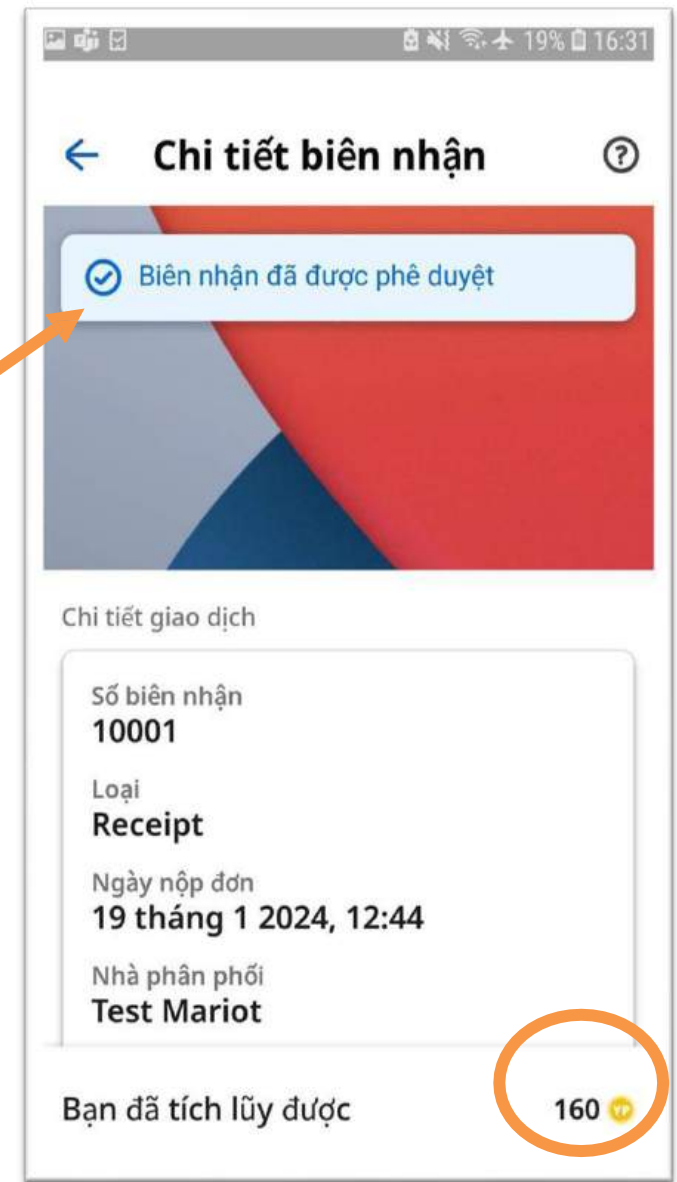 19% 16:31
Chi tiết biên nhận
Biên nhận đã được phê duyệt
Chi tiết giao dịch
Số biên nhận
10001
Loại
Receipt
Ngày nộp đơn
19 tháng 1 2024, 12:44
Nhà phân phối
Test Mariot
Bạn đã tích lũy được 160 YP